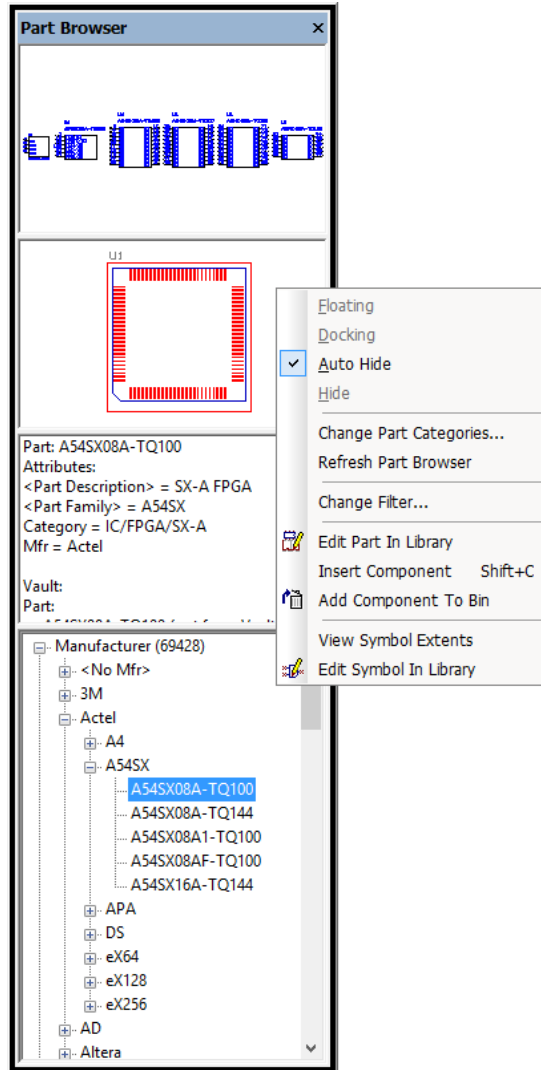 Part Browser
U1
Part: A54SX08A-TQ100
Attributes:
<Part Description> = SX-A FPGA
<Part Family> = A54SX
Category = IC/FPGA/SX-A
Mfr = Actel
Vault:
Part:
Floating
Docking
Auto Hide
Hide
Change Part Categories...
Refresh Part Browser
Change Filter...
Edit Part In Library
Insert Component Shift+C
Add Component To Bin
View Symbol Extents
Edit Symbol In Library
Manufacturer (69428)
<No Mfr>
3M
Actel
A4
A54SX
A54SX08A-TQ100
A54SX08A-TQ144
A54SX08A1-TQ100
A54SX08AF-TQ100
A54SX16A-TQ144
APA
DS
eX64
eX128
eX256
AD
Altera